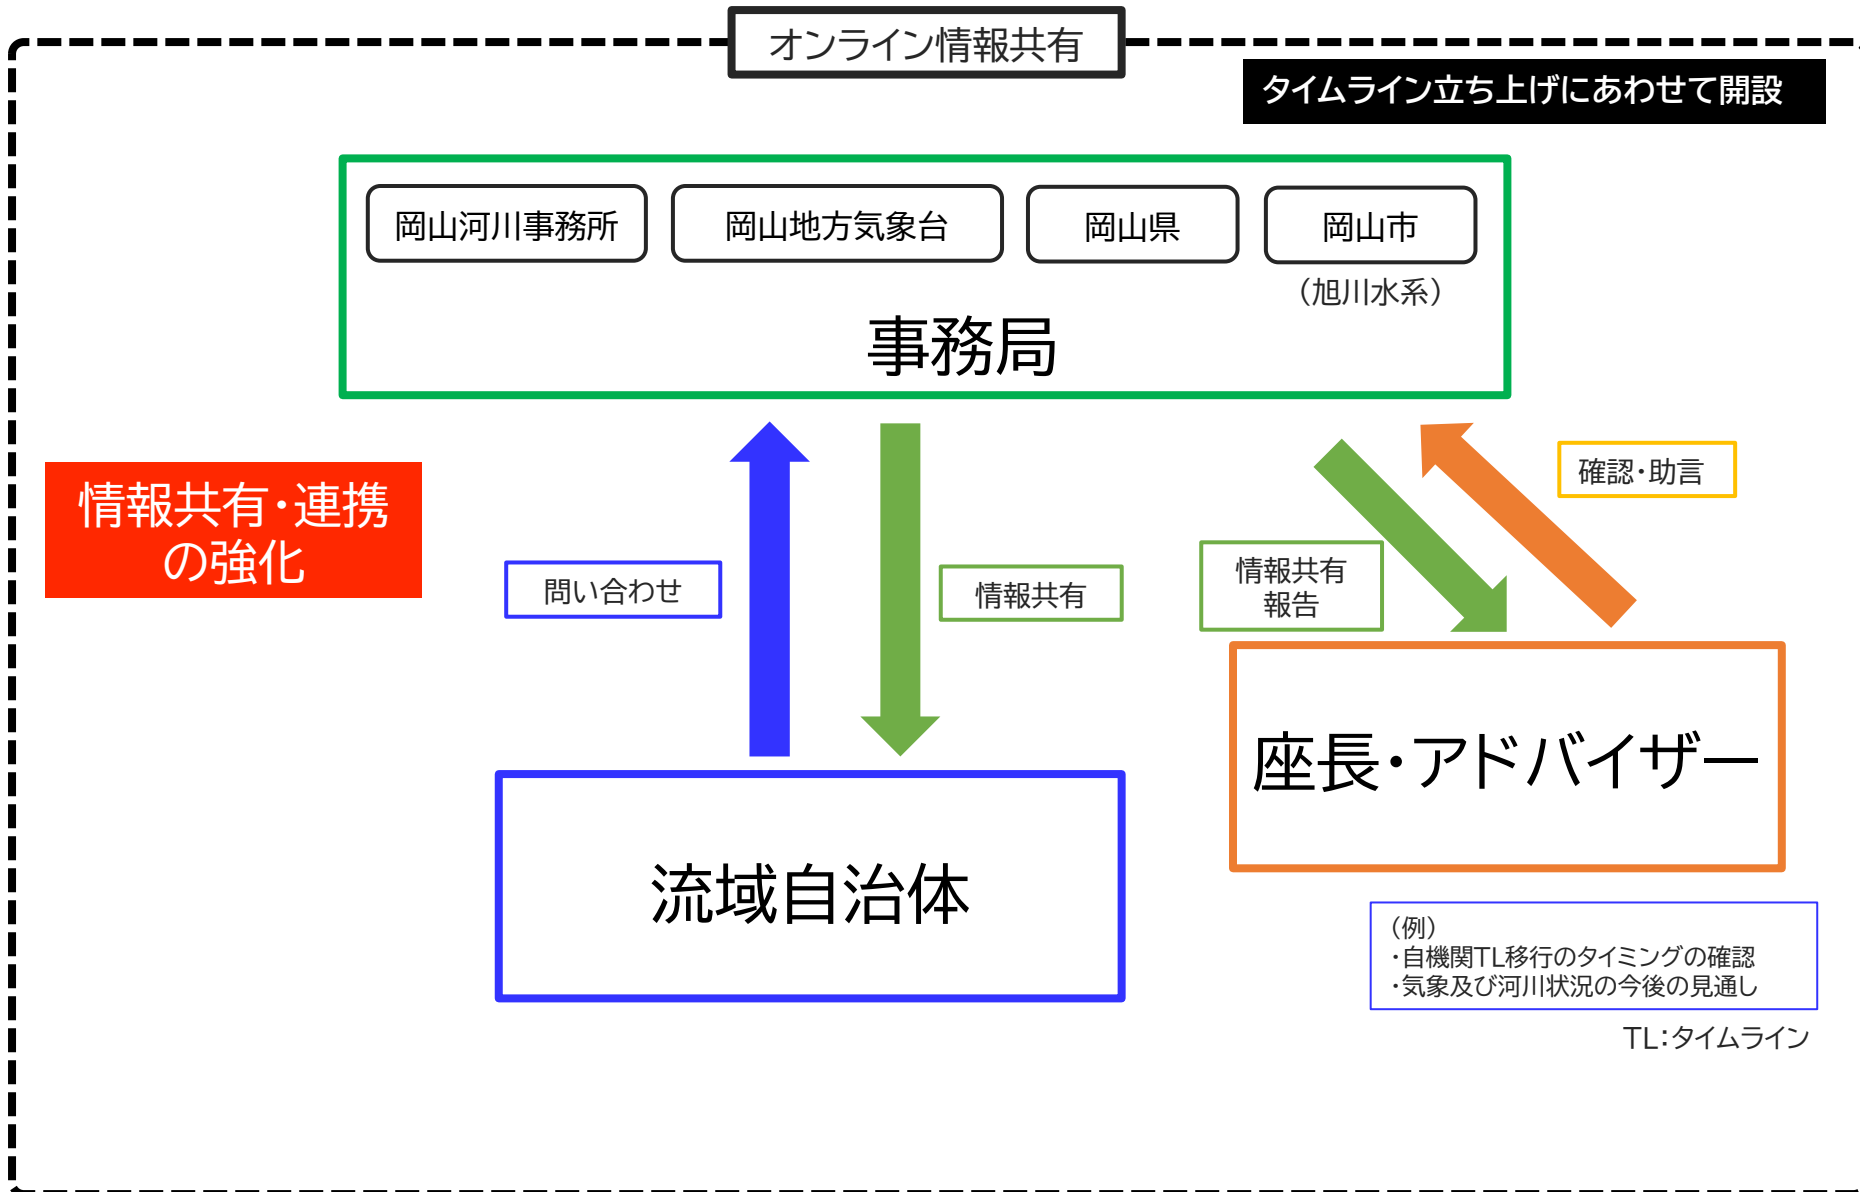 オンライン情報共有
タイムライン立ち上げにあわせて開設
岡山河川事務所
岡山地方気象台
岡山県
岡山市
（旭川水系）
事務局
情報共有・連携
の強化
問い合わせ
情報共有
情報共有
報告
確認・助言
座長・アドバイザー
流域自治体
（例）
・自機関TL移行のタイミングの確認
・気象及び河川状況の今後の見通し
TL：タイムライン